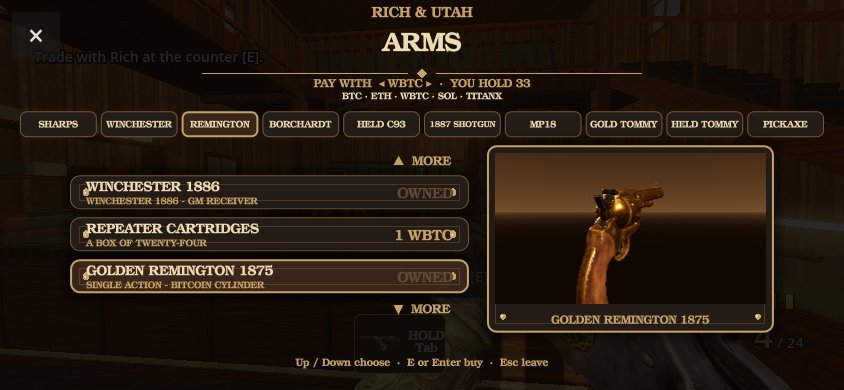 RICH & UTAH
×
ARMS
Trade with Rich at the counter [E].
PAY WITH ◂ WBTC ▸ · YOU HOLD 33
BTC · ETH · WBTC · SOL · TITANX
SHARPS
WINCHESTER
REMINGTON
BORCHARDT
HELD C93
1887 SHOTGUN
MP18
GOLD TOMMY
HELD TOMMY
PICKAXE
▲ MORE
WINCHESTER 1886
OWNED
WINCHESTER 1886 - GM RECEIVER
REPEATER CARTRIDGES
1 WBTC
A BOX OF TWENTY-FOUR
GOLDEN REMINGTON 1875
OWNED
SINGLE ACTION - BITCOIN CYLINDER
▼ MORE
GOLDEN REMINGTON 1875
HOLD
Tab
4 / 24
Up / Down choose · E or Enter buy · Esc leave